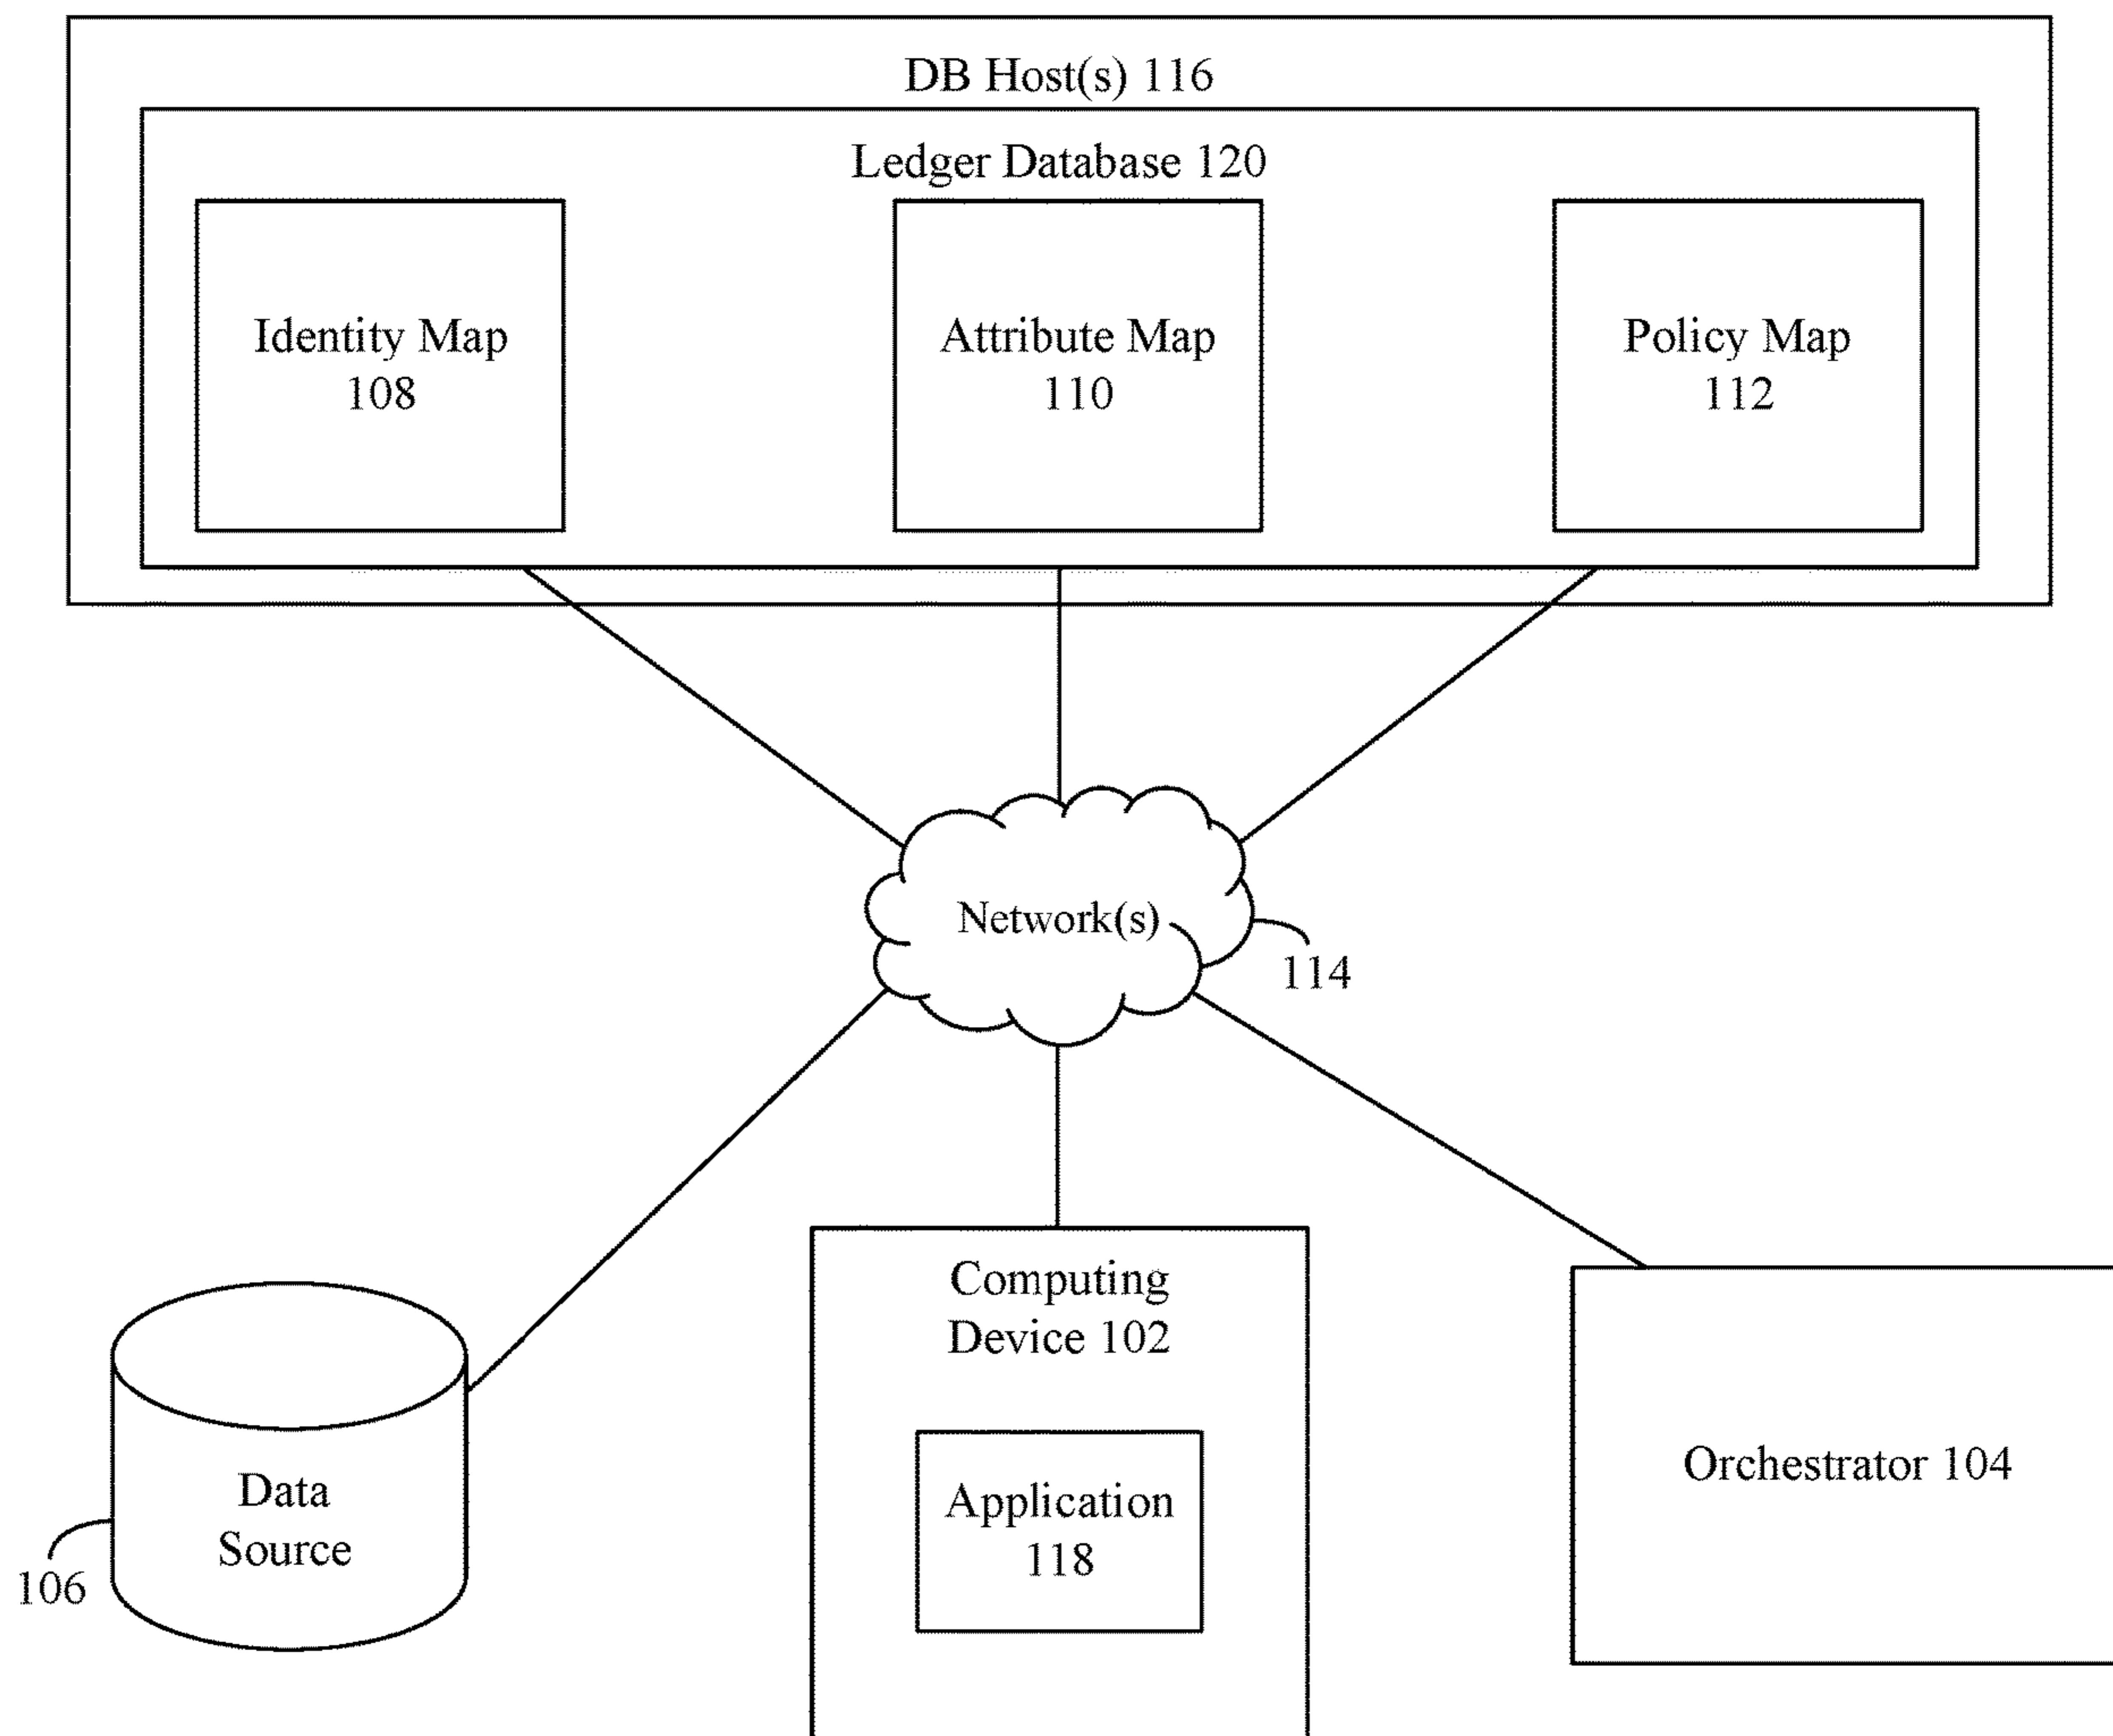 DB Host(s) 116
Ledger Database 120
Identity Map
108
Attribute Map
110
Policy Map
112
Network(s)
114
Computing
Device 102
Application
118
Orchestrator 104
Data
Source
106